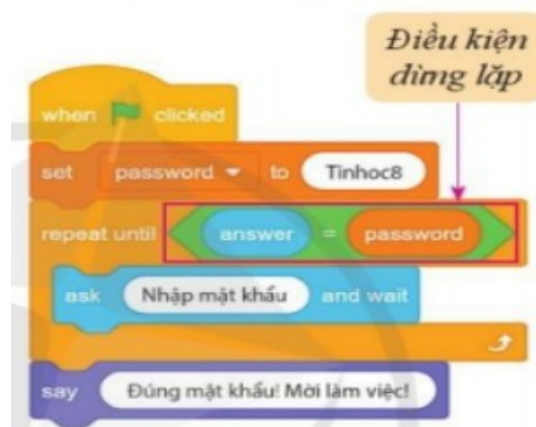 Điều kiện
dừng lặp
when clicked
set password to Tinhoc8
repeat until answer = password
ask Nhập mật khẩu and wait
say Đúng mật khẩu! Mời làm việc!